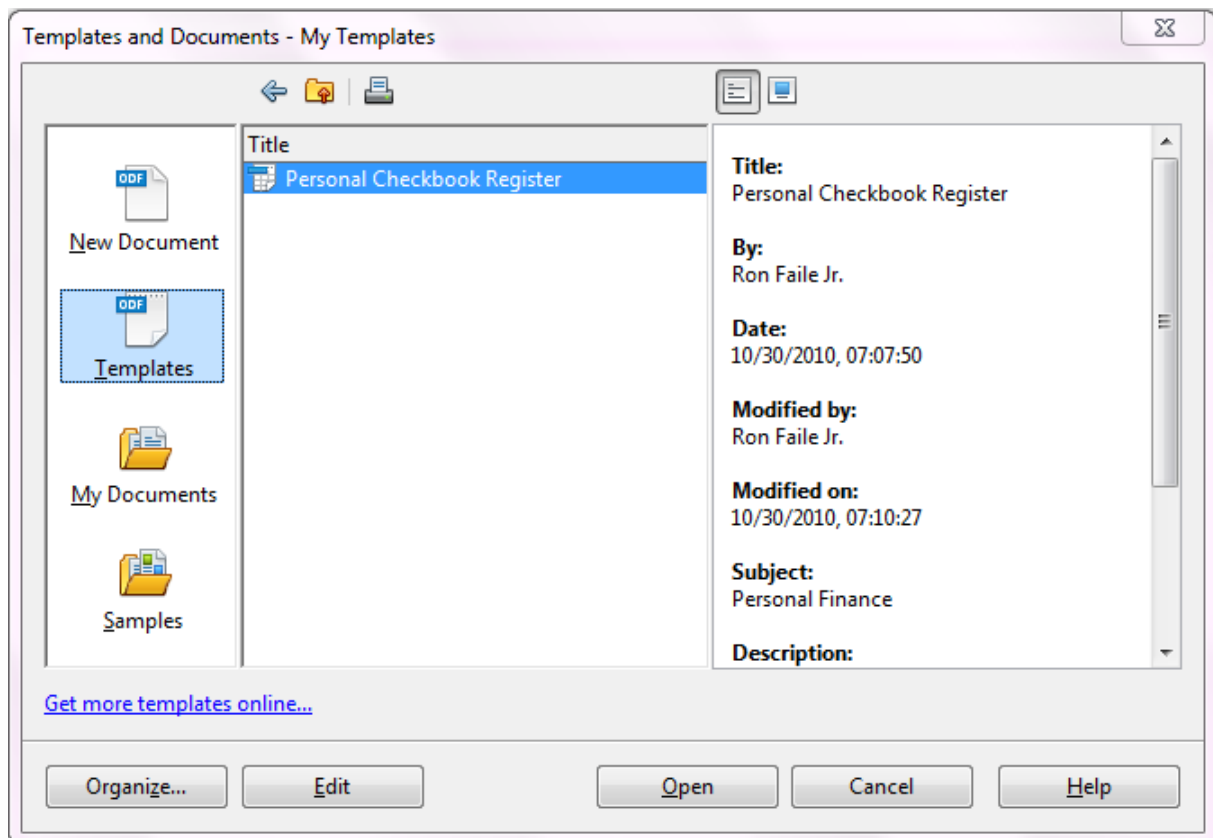 Templates and Documents - My Templates
Title
Personal Checkbook Register
ODF
New Document
ODF
Templates
My Documents
Samples
Title:
Personal Checkbook Register
By:
Ron Faile Jr.
Date:
10/30/2010, 07:07:50
Modified by:
Ron Faile Jr.
Modified on:
10/30/2010, 07:10:27
Subject:
Personal Finance
Description:
Get more templates online...
Organize... Edit Open Cancel Help